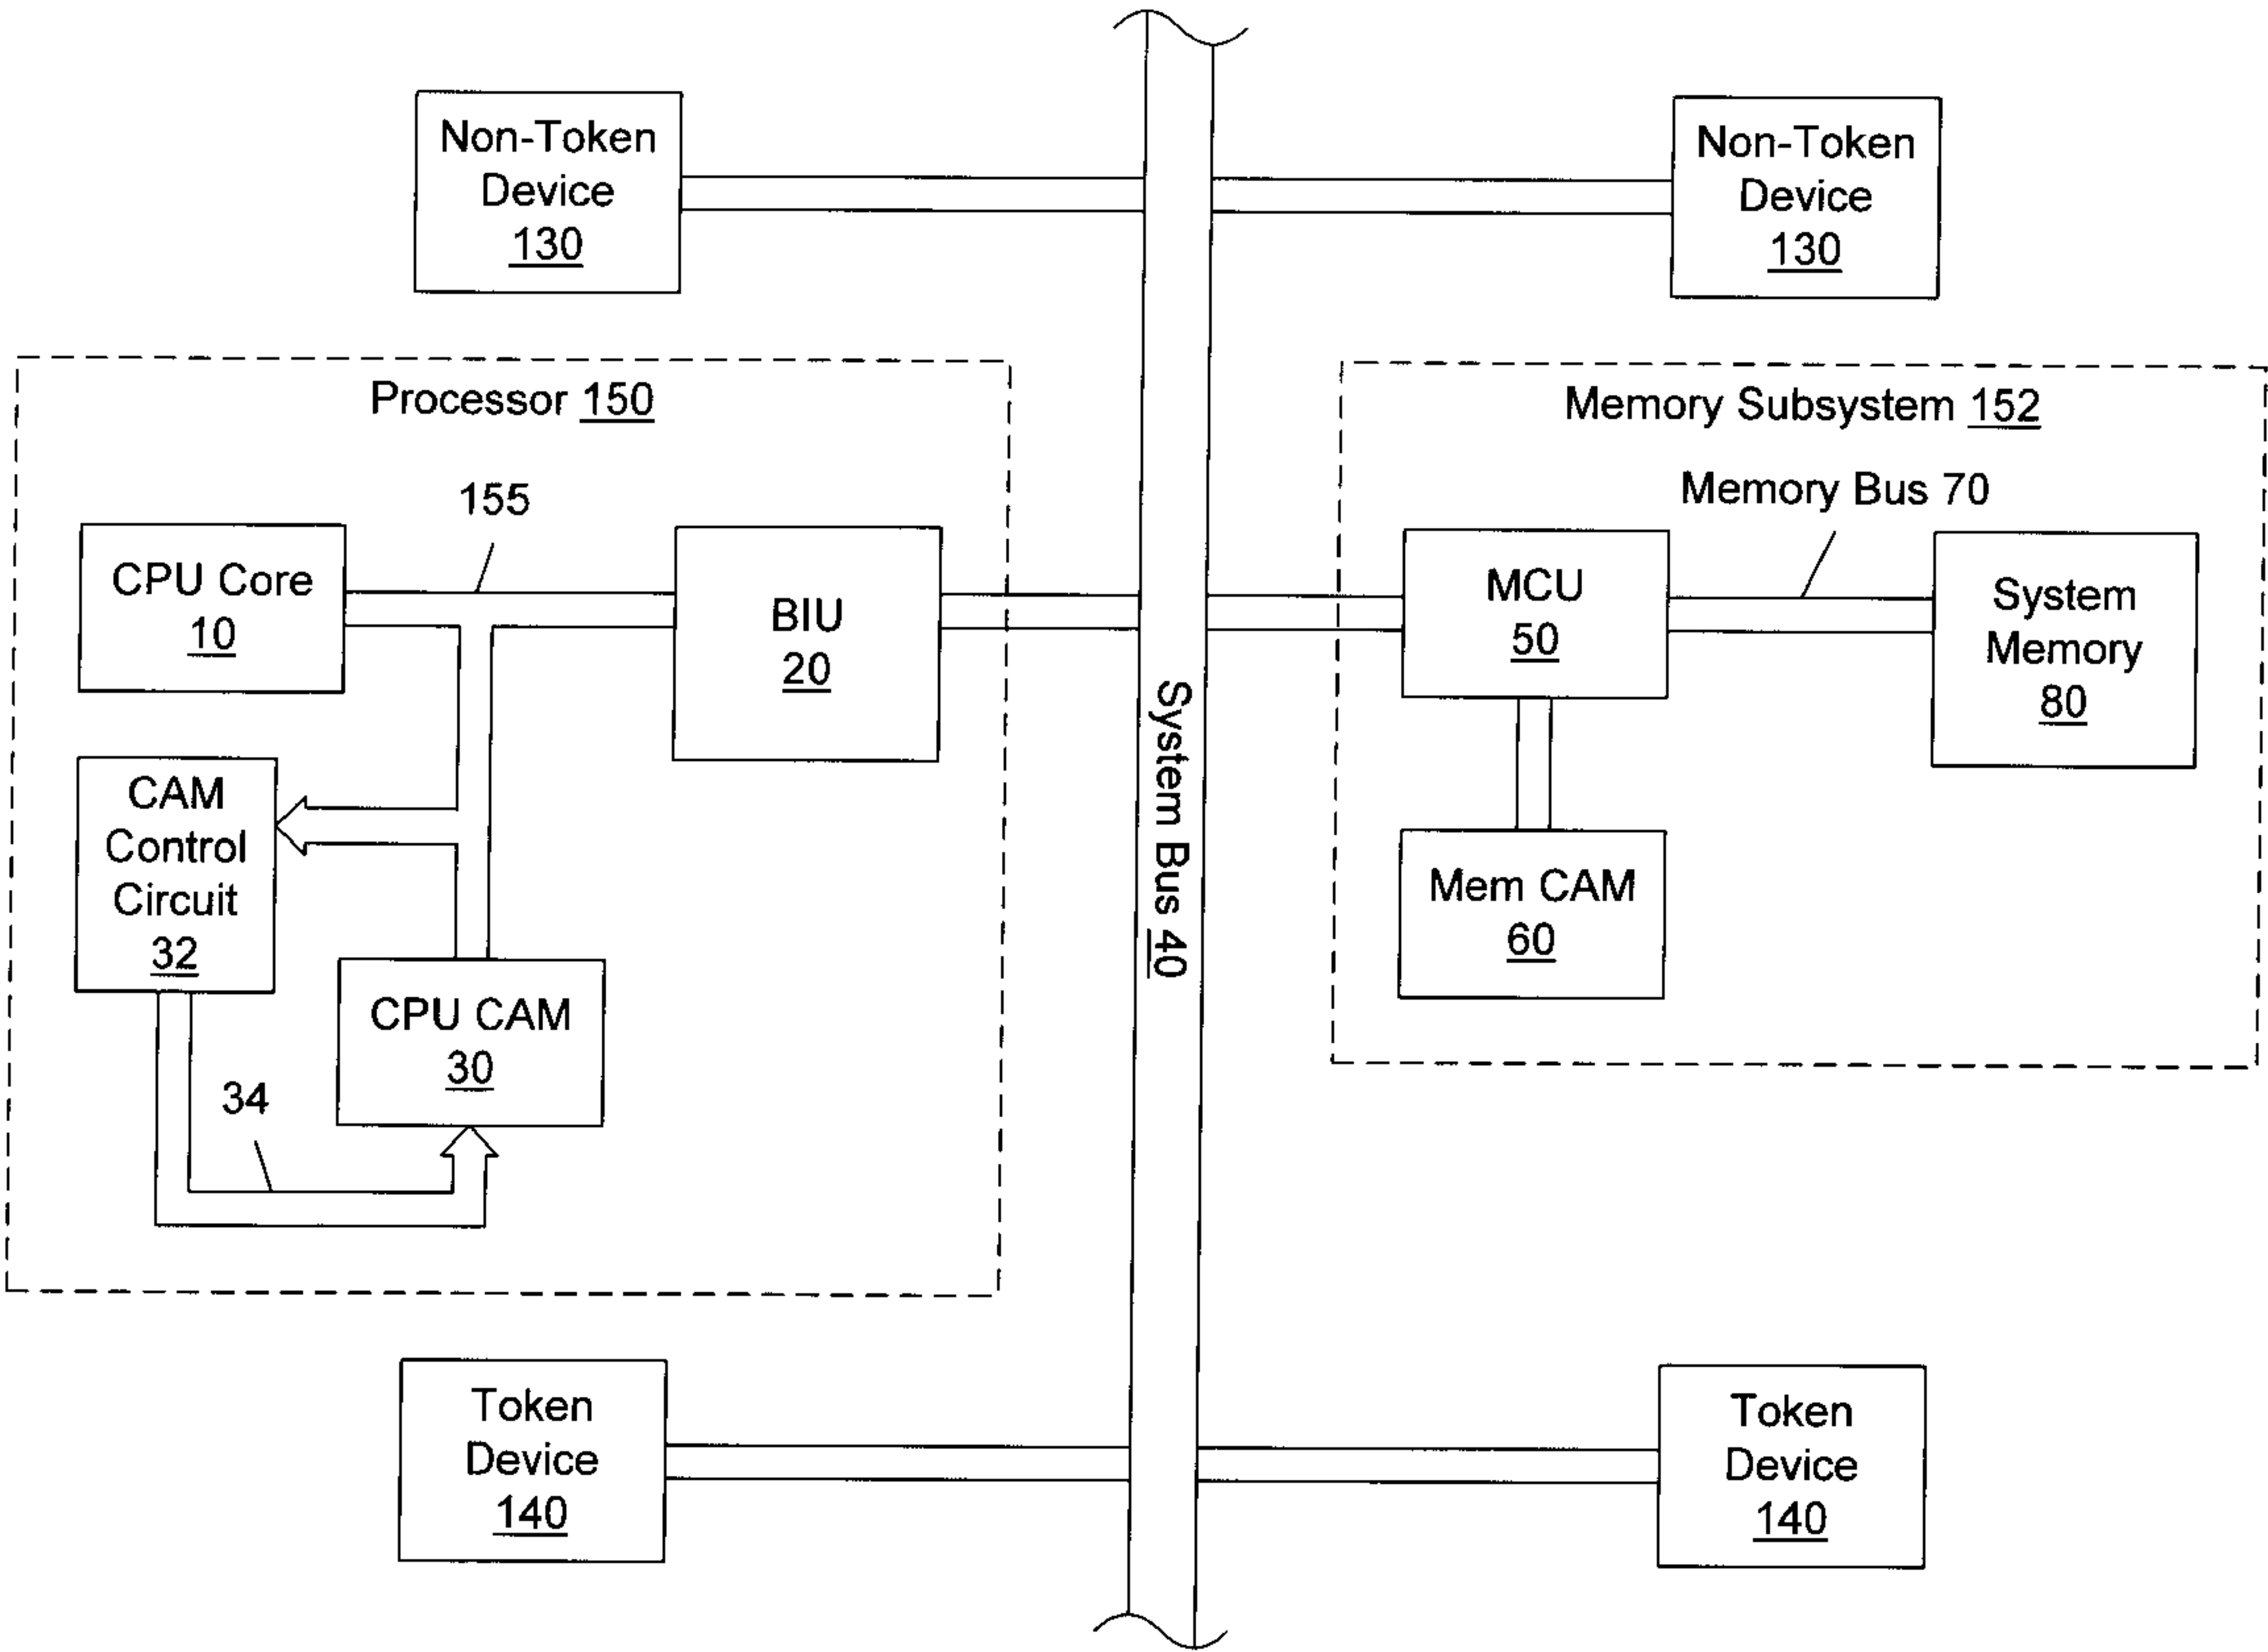 Non-Token
Device
130
Non-Token
Device
130
Processor 150
Memory Subsystem 152
155
Memory Bus 70
CPU Core
10
BIU
20
MCU
50
System
Memory
80
System Bus 40
CAM
Control
Circuit
32
Mem CAM
60
CPU CAM
30
34
Token
Device
140
Token
Device
140